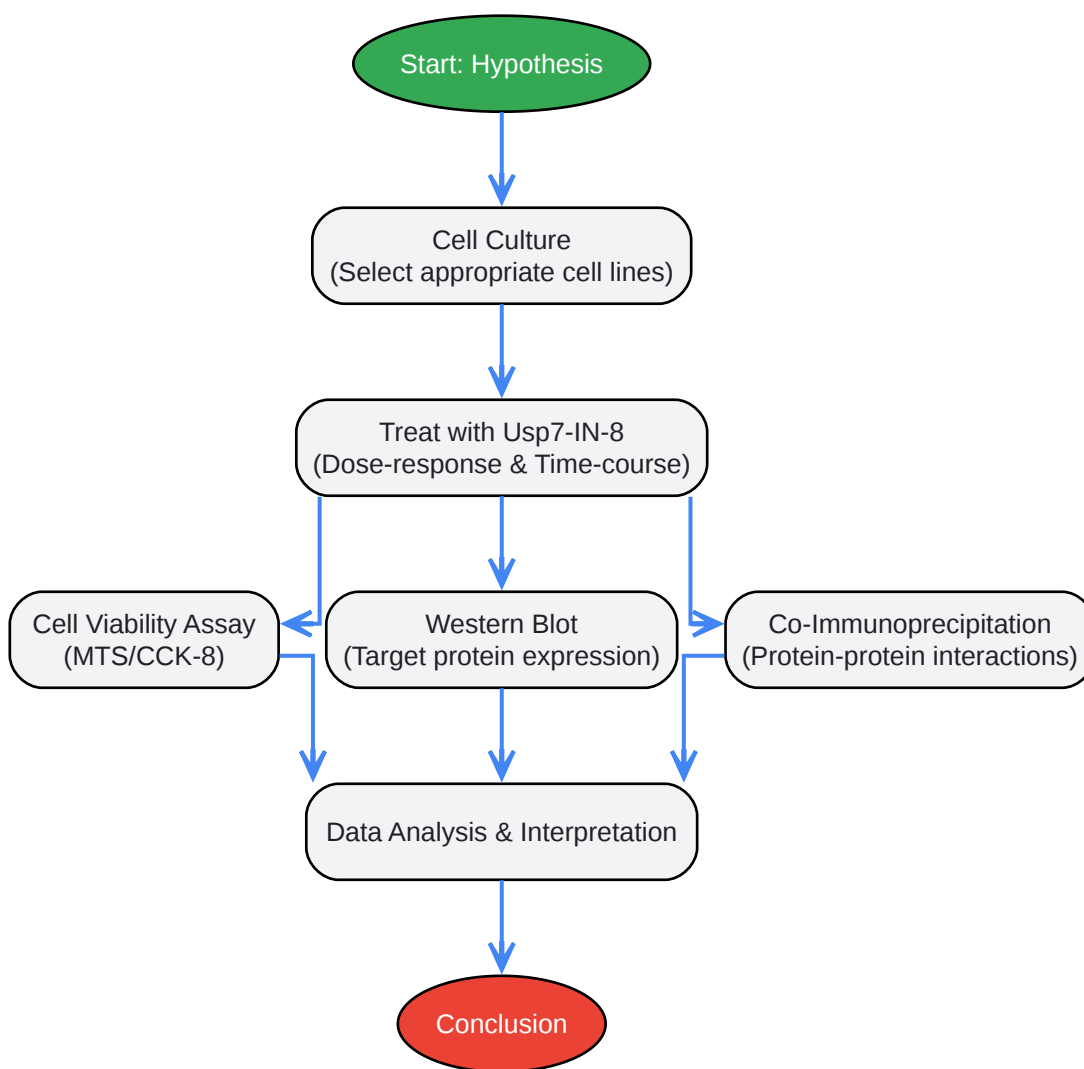 Start: Hypothesis
Cell Culture
(Select appropriate cell lines)
Treat with Usp7-IN-8
(Dose-response & Time-course)
Cell Viability Assay
(MTS/CCK-8)
Western Blot
(Target protein expression)
Co-Immunoprecipitation
(Protein-protein interactions)
Data Analysis & Interpretation
Conclusion